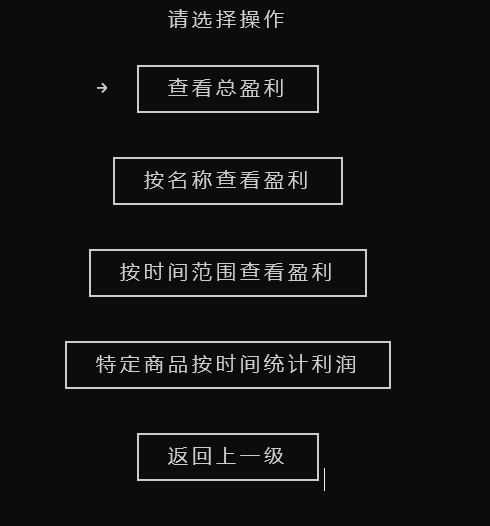 请选择操作
查看总盈利
按名称查看盈利
按时间范围查看盈利
特定商品按时间统计利润
返回上一级